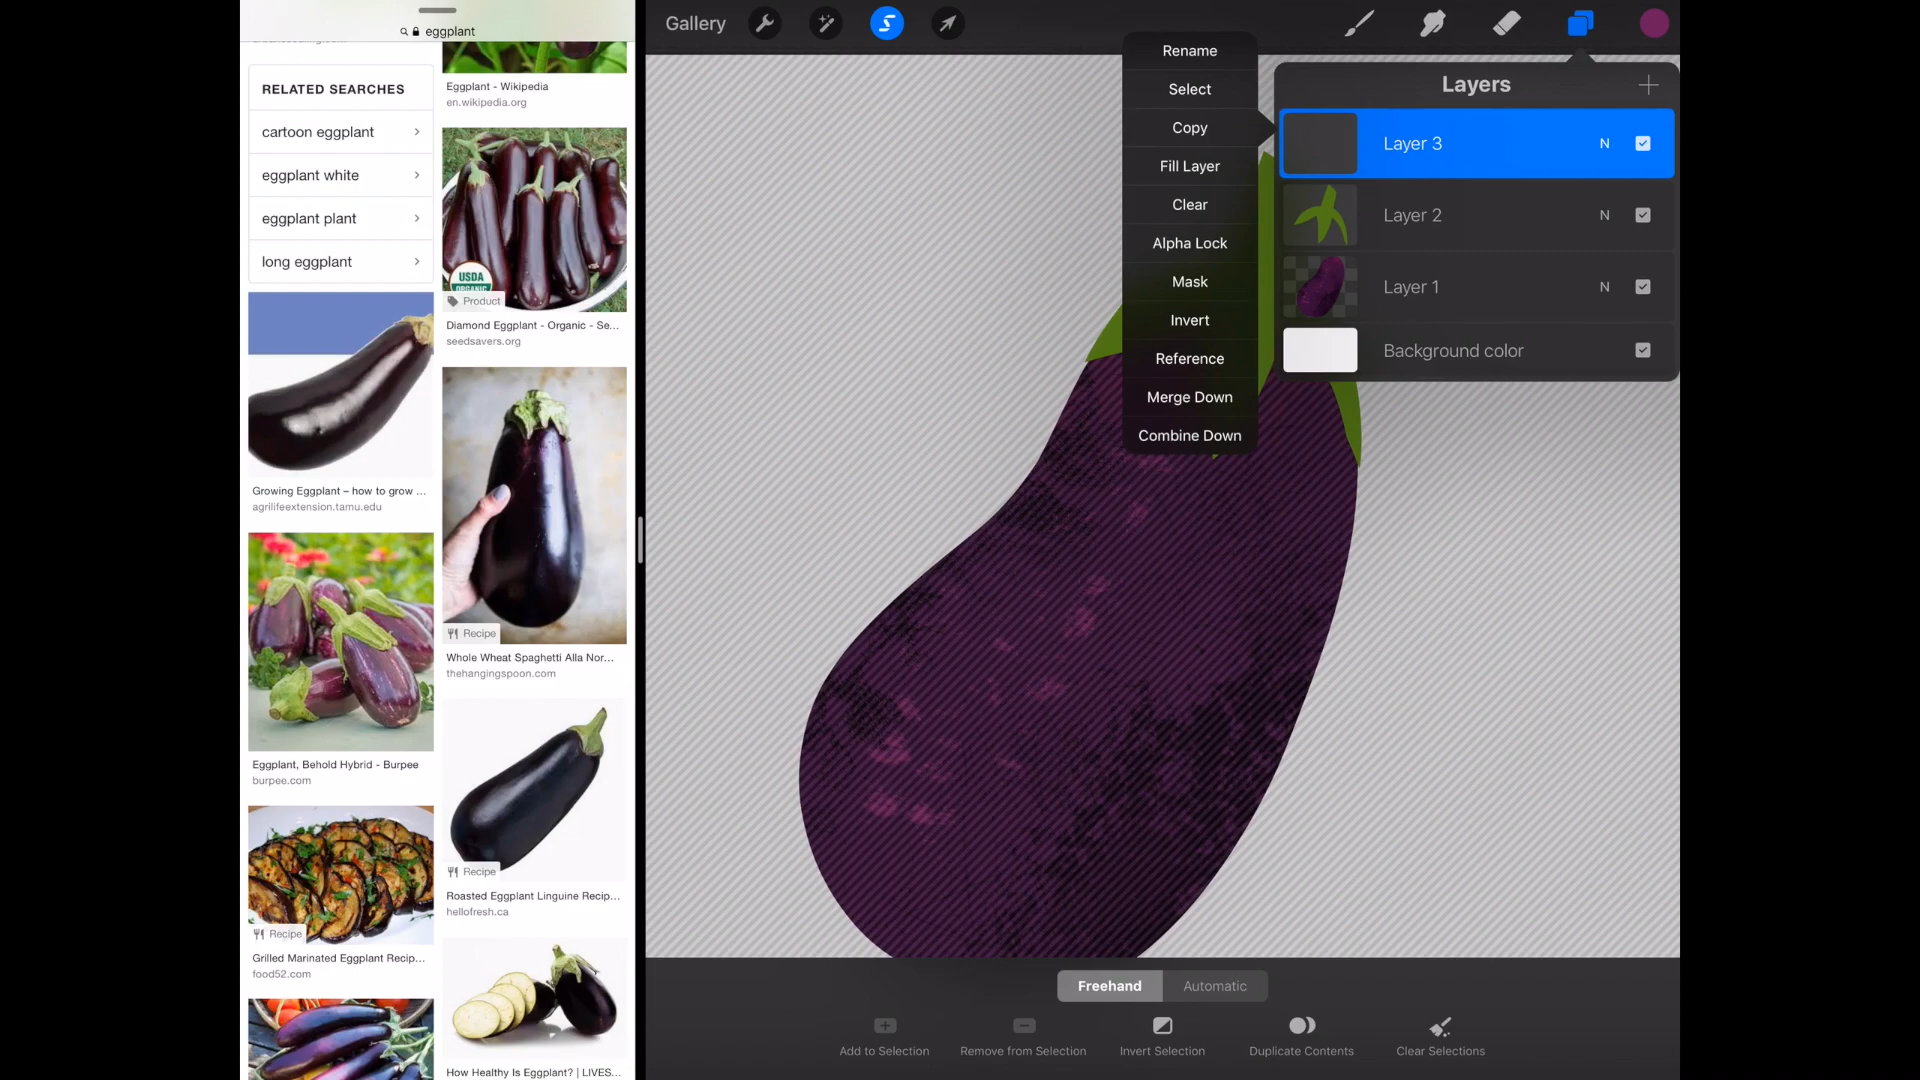 eggplant
RELATED SEARCHES
cartoon eggplant
eggplant white
eggplant plant
long eggplant
Growing Eggplant – how to grow ...
agrilifeextension.tamu.edu
Eggplant, Behold Hybrid - Burpee
burpee.com
Recipe
Grilled Marinated Eggplant Recip...
food52.com
Eggplant - Wikipedia
en.wikipedia.org
USDA
ORGANIC
Product
Diamond Eggplant - Organic - Se...
seedsavers.org
Recipe
Whole Wheat Spaghetti Alla Nor...
thehangingspoon.com
Recipe
Roasted Eggplant Linguine Recip...
hellofresh.ca
How Healthy Is Eggplant? | LIVES...
Gallery
Rename
Select
Copy
Fill Layer
Clear
Alpha Lock
Mask
Invert
Reference
Merge Down
Combine Down
Layers
Layer 3 N
Layer 2 N
Layer 1 N
Background color
Freehand Automatic
Add to Selection Remove from Selection Invert Selection Duplicate Contents Clear Selections